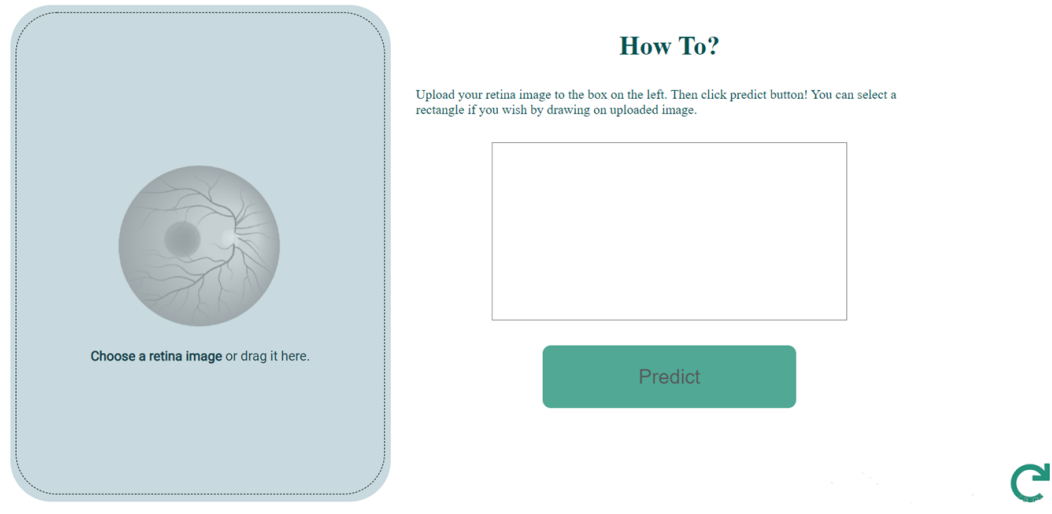 Choose a retina image or drag it here.
How To?
Upload your retina image to the box on the left. Then click predict button! You can select a
rectangle if you wish by drawing on uploaded image.
Predict